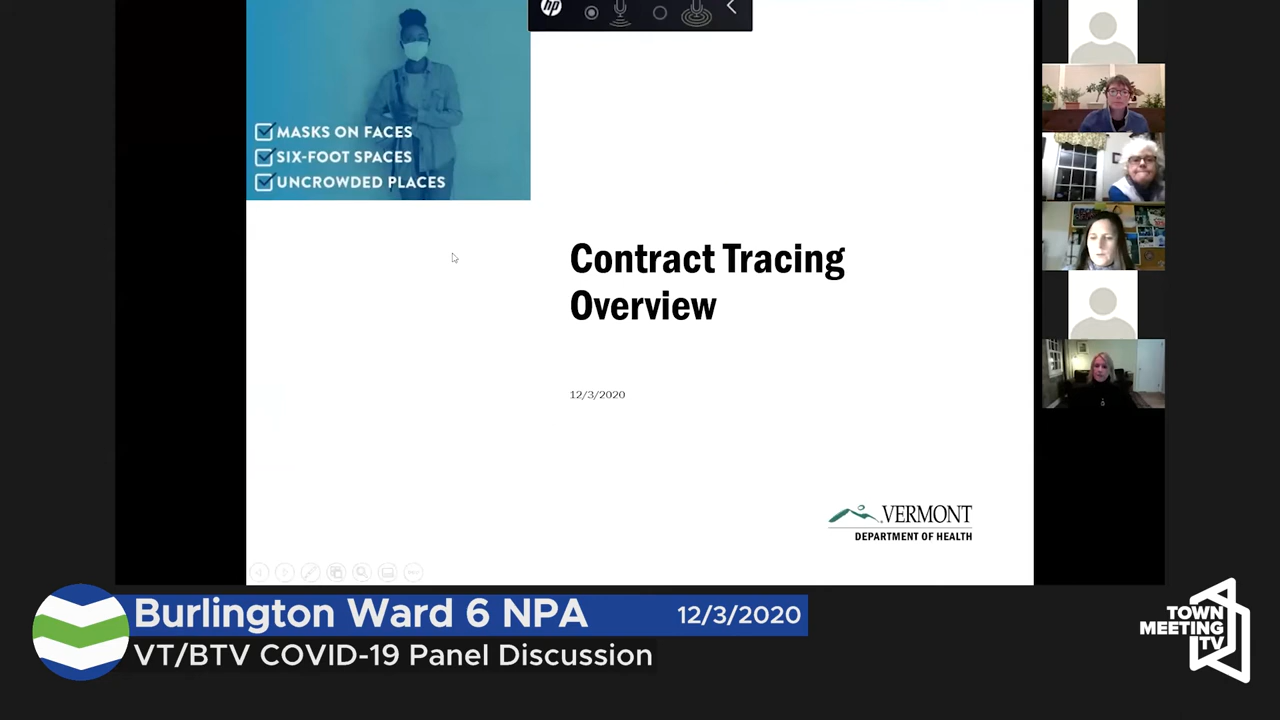 hp
MASKS ON FACES
SIX-FOOT SPACES
UNCROWDED PLACES
Contract Tracing
Overview
12/3/2020
VERMONT
DEPARTMENT OF HEALTH
Burlington Ward 6 NPA
12/3/2020
VT/BTV COVID-19 Panel Discussion
TOWN
MEETING
TV